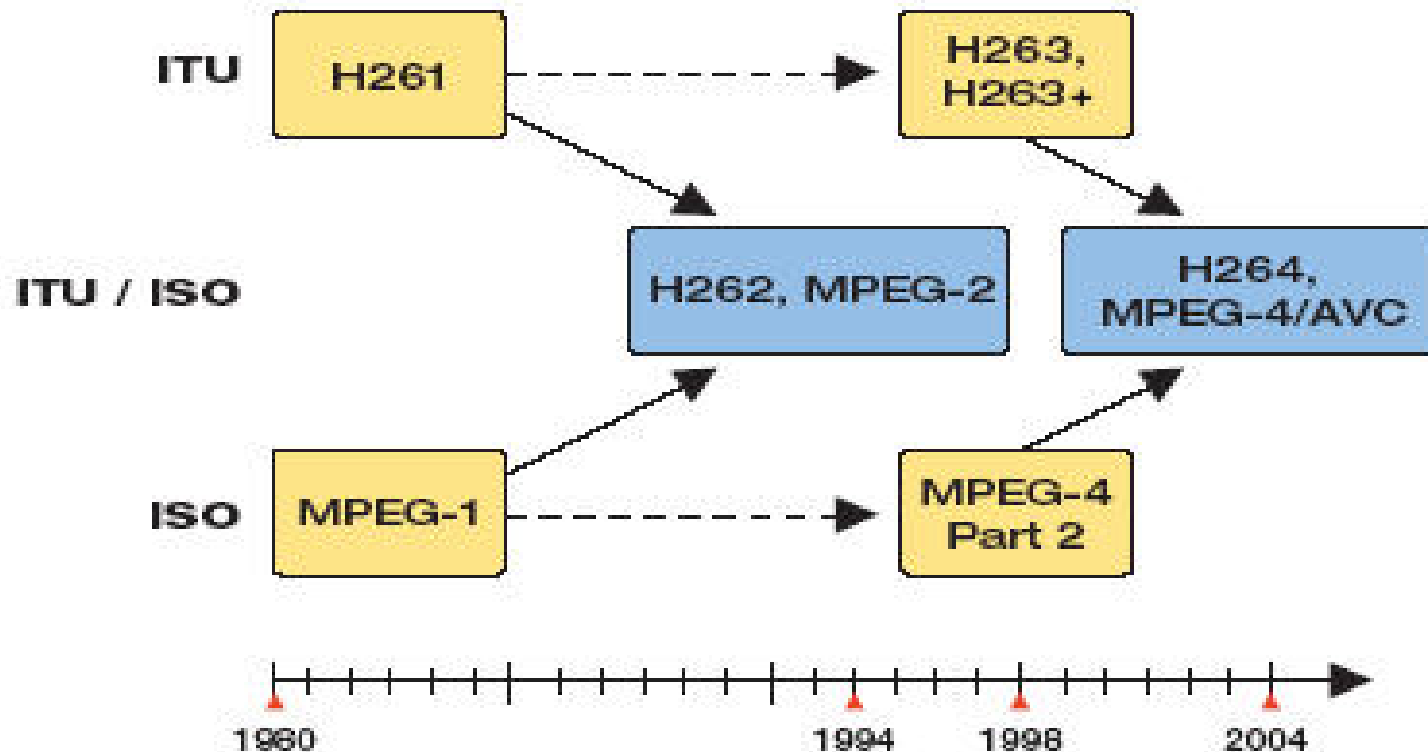 ITU
H261
H263,
H263+
ITU / ISO
H262, MPEG-2
H264,
MPEG-4/AVC
ISO
MPEG-1
MPEG-4
Part 2
1980
1994
1998
2004